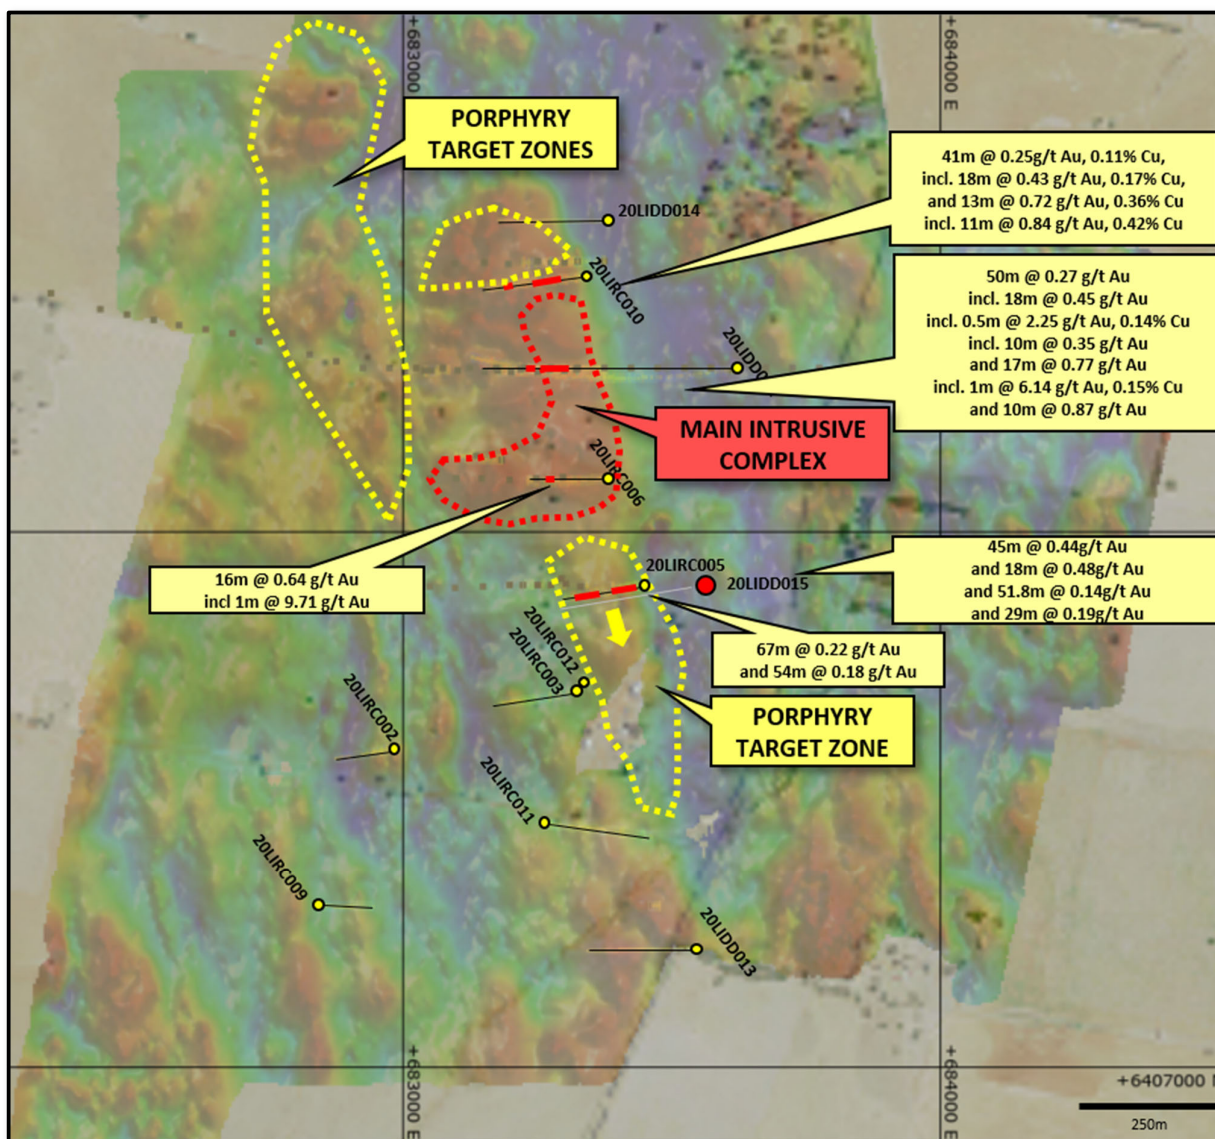 +683000 E
+684000 E
PORPHYRY
TARGET ZONES
41m @ 0.25g/t Au, 0.11% Cu,
incl. 18m @ 0.43 g/t Au, 0.17% Cu,
and 13m @ 0.72 g/t Au, 0.36% Cu
incl. 11m @ 0.84 g/t Au, 0.42% Cu
20LIDD014
20LIRC010
50m @ 0.27 g/t Au
incl. 18m @ 0.45 g/t Au
incl. 0.5m @ 2.25 g/t Au, 0.14% Cu
incl. 10m @ 0.35 g/t Au
and 17m @ 0.77 g/t Au
incl. 1m @ 6.14 g/t Au, 0.15% Cu
and 10m @ 0.87 g/t Au
MAIN INTRUSIVE
COMPLEX
20LIRC006
16m @ 0.64 g/t Au
incl 1m @ 9.71 g/t Au
20LIRC005
20LIDD015
45m @ 0.44g/t Au
and 18m @ 0.48g/t Au
and 51.8m @ 0.14g/t Au
and 29m @ 0.19g/t Au
67m @ 0.22 g/t Au
and 54m @ 0.18 g/t Au
20LIRC012
20LIRC003
20LIRC002
PORPHYRY
TARGET ZONE
20LIRC011
20LIRC009
20LIDD013
+683000 E
+684000 E
+6407000
250m